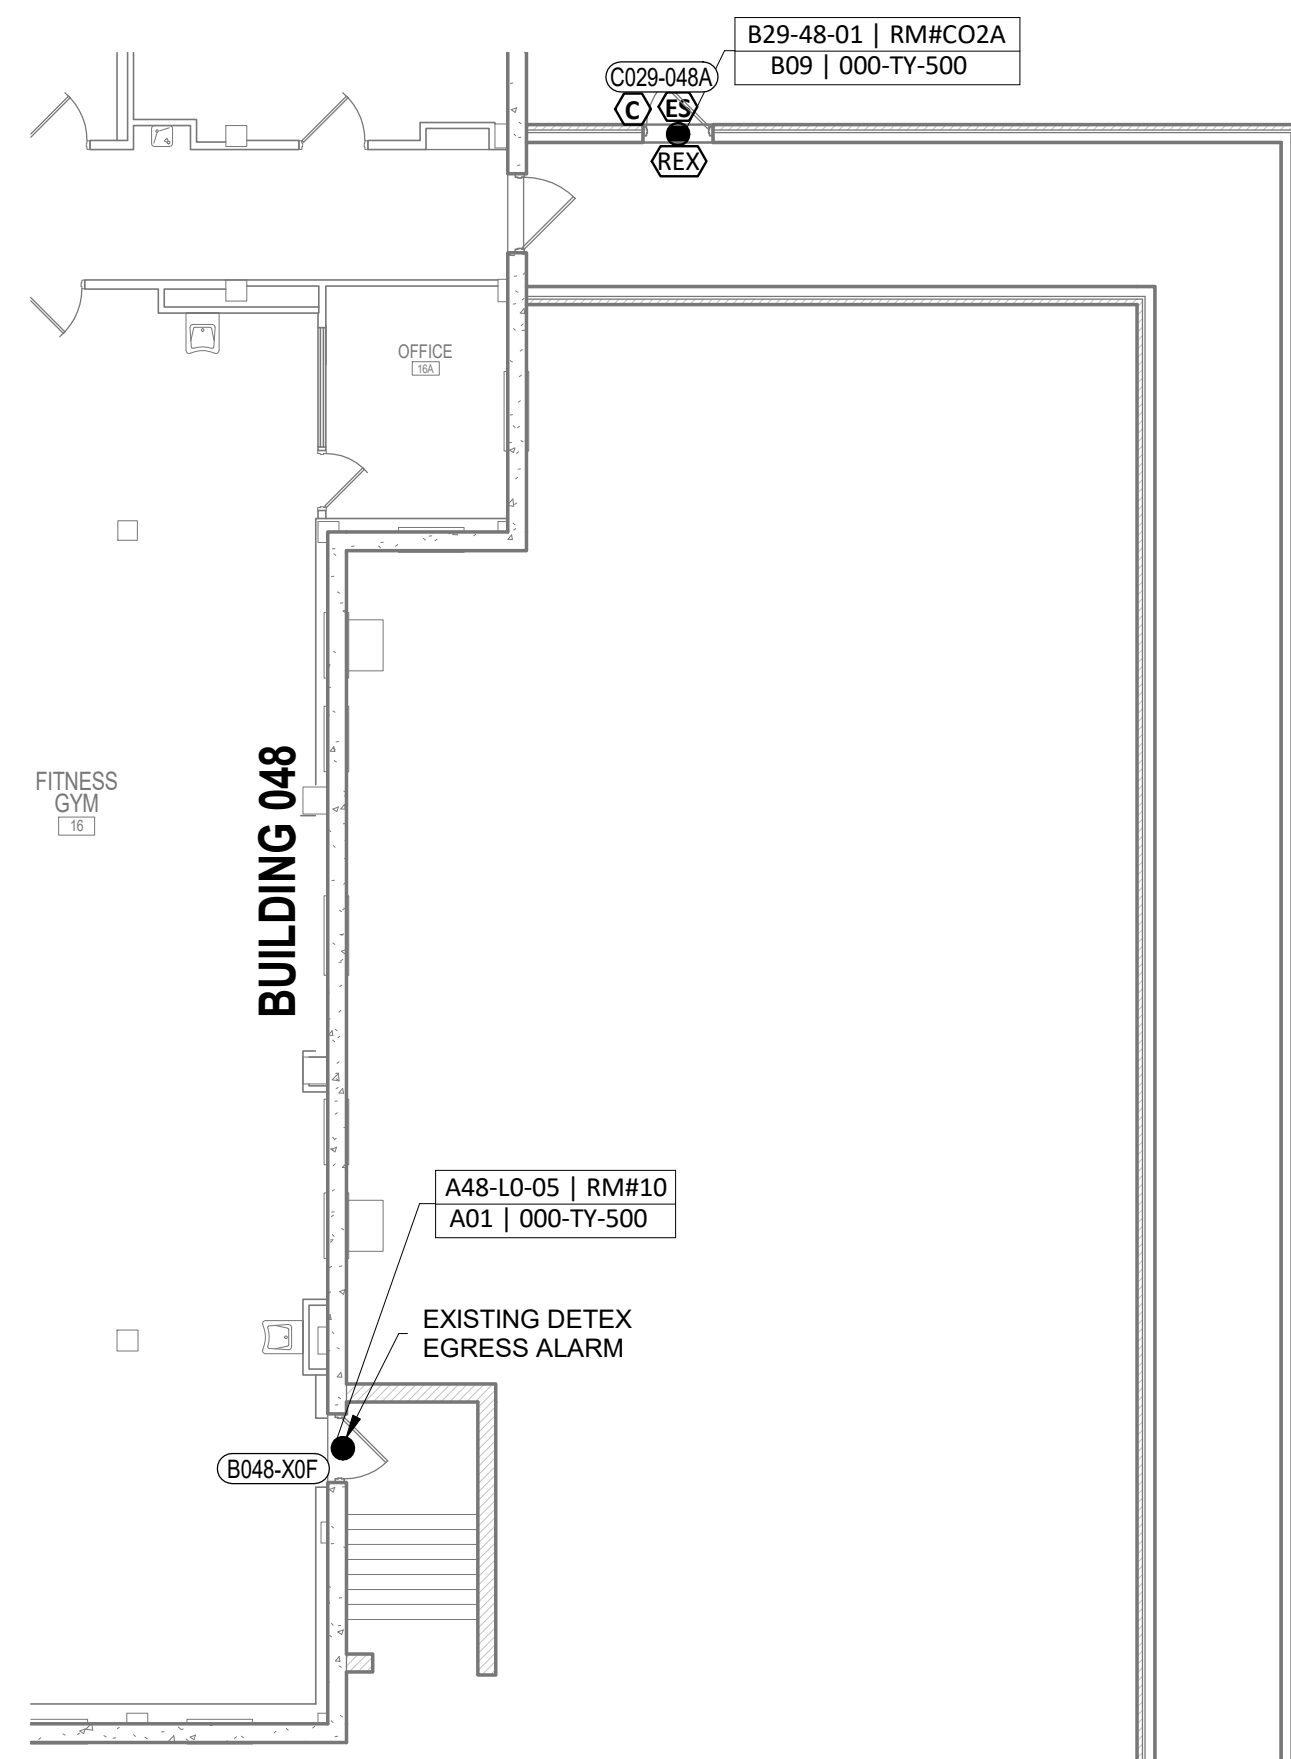 B29-48-01 | RM#CO2A
B09 | 000-TY-500
C029-048A
C
ES
REX
OFFICE
16A
FITNESS
GYM
16
BUILDING 048
A48-L0-05 | RM#10
A01 | 000-TY-500
EXISTING DETEX
EGRESS ALARM
B048-X0F